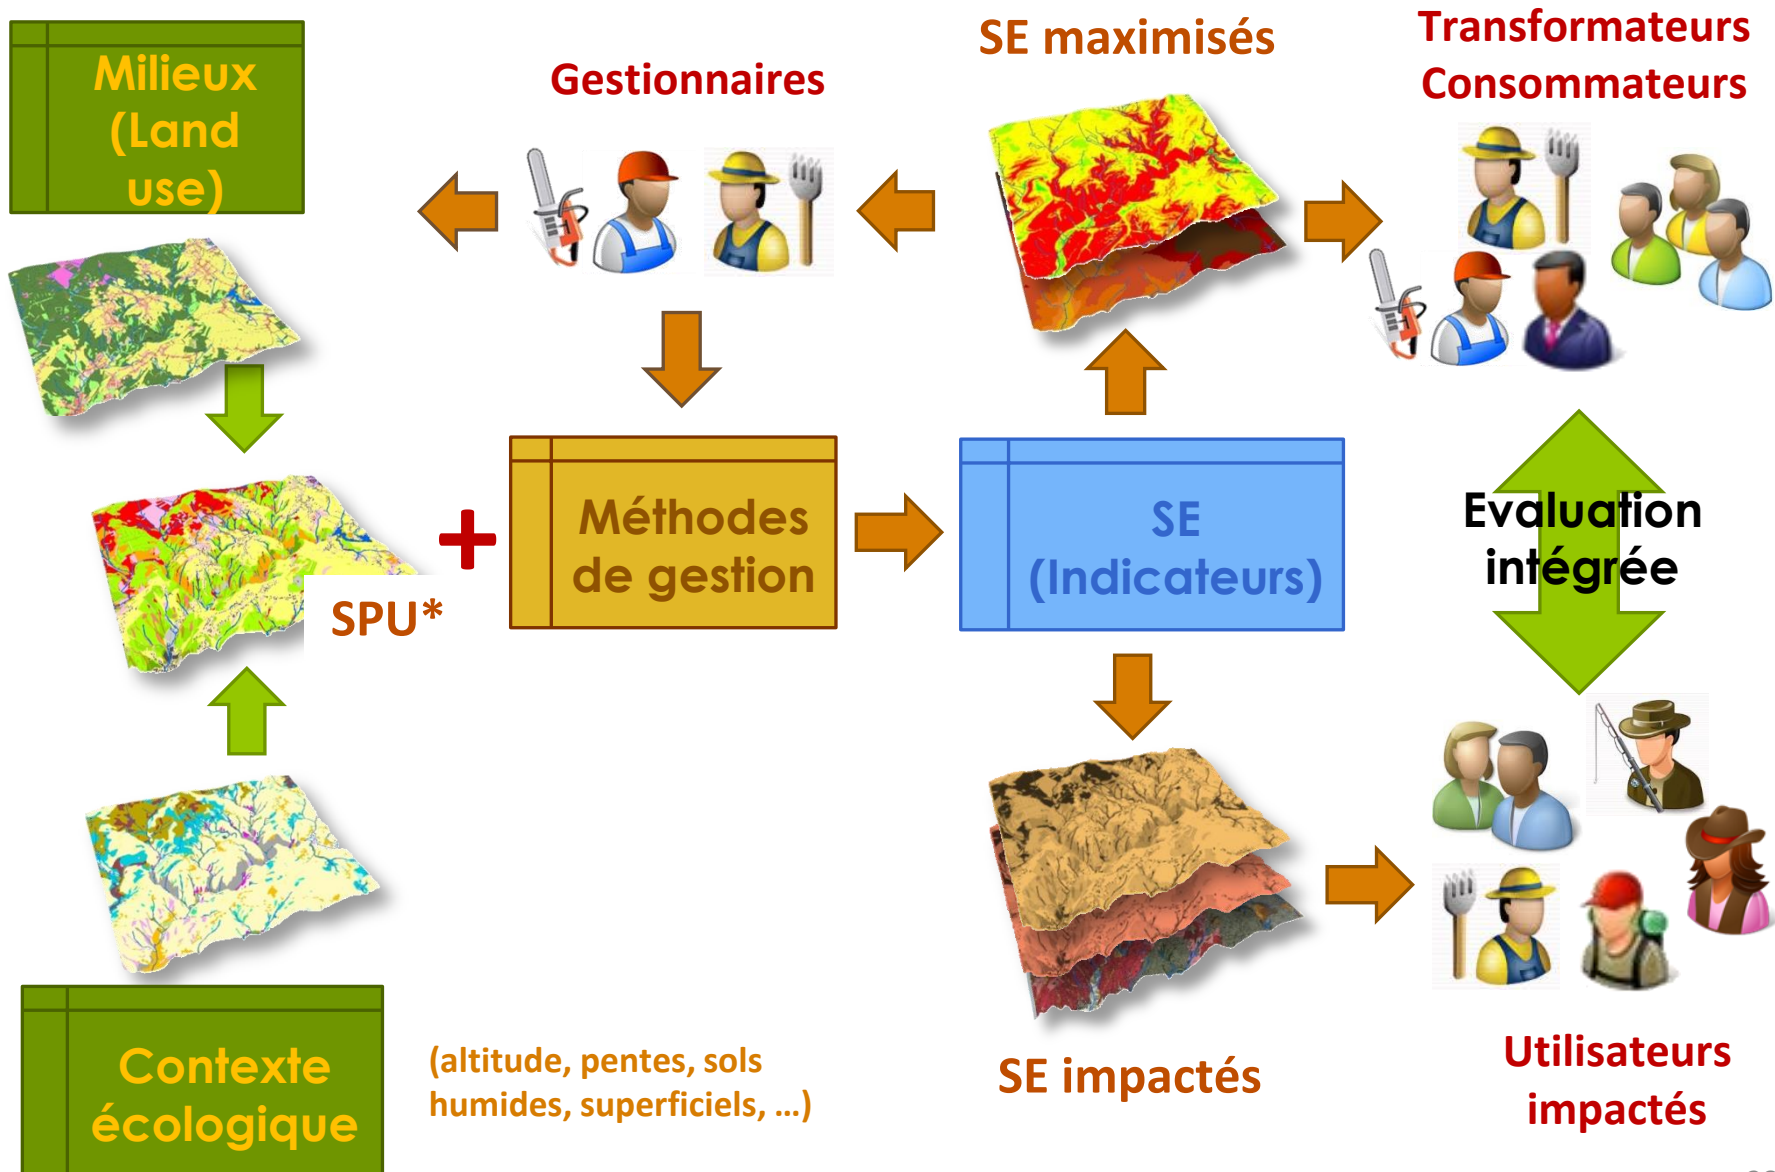 Milieux
(Land
use)
Gestionnaires
SE maximisés
Transformateurs
Consommateurs
SPU*
+
Méthodes
de gestion
SE
(Indicateurs)
Evaluation
intégrée
Contexte
écologique
(altitude, pentes, sols
humides, superficiels, ...)
SE impactés
Utilisateurs
impactés